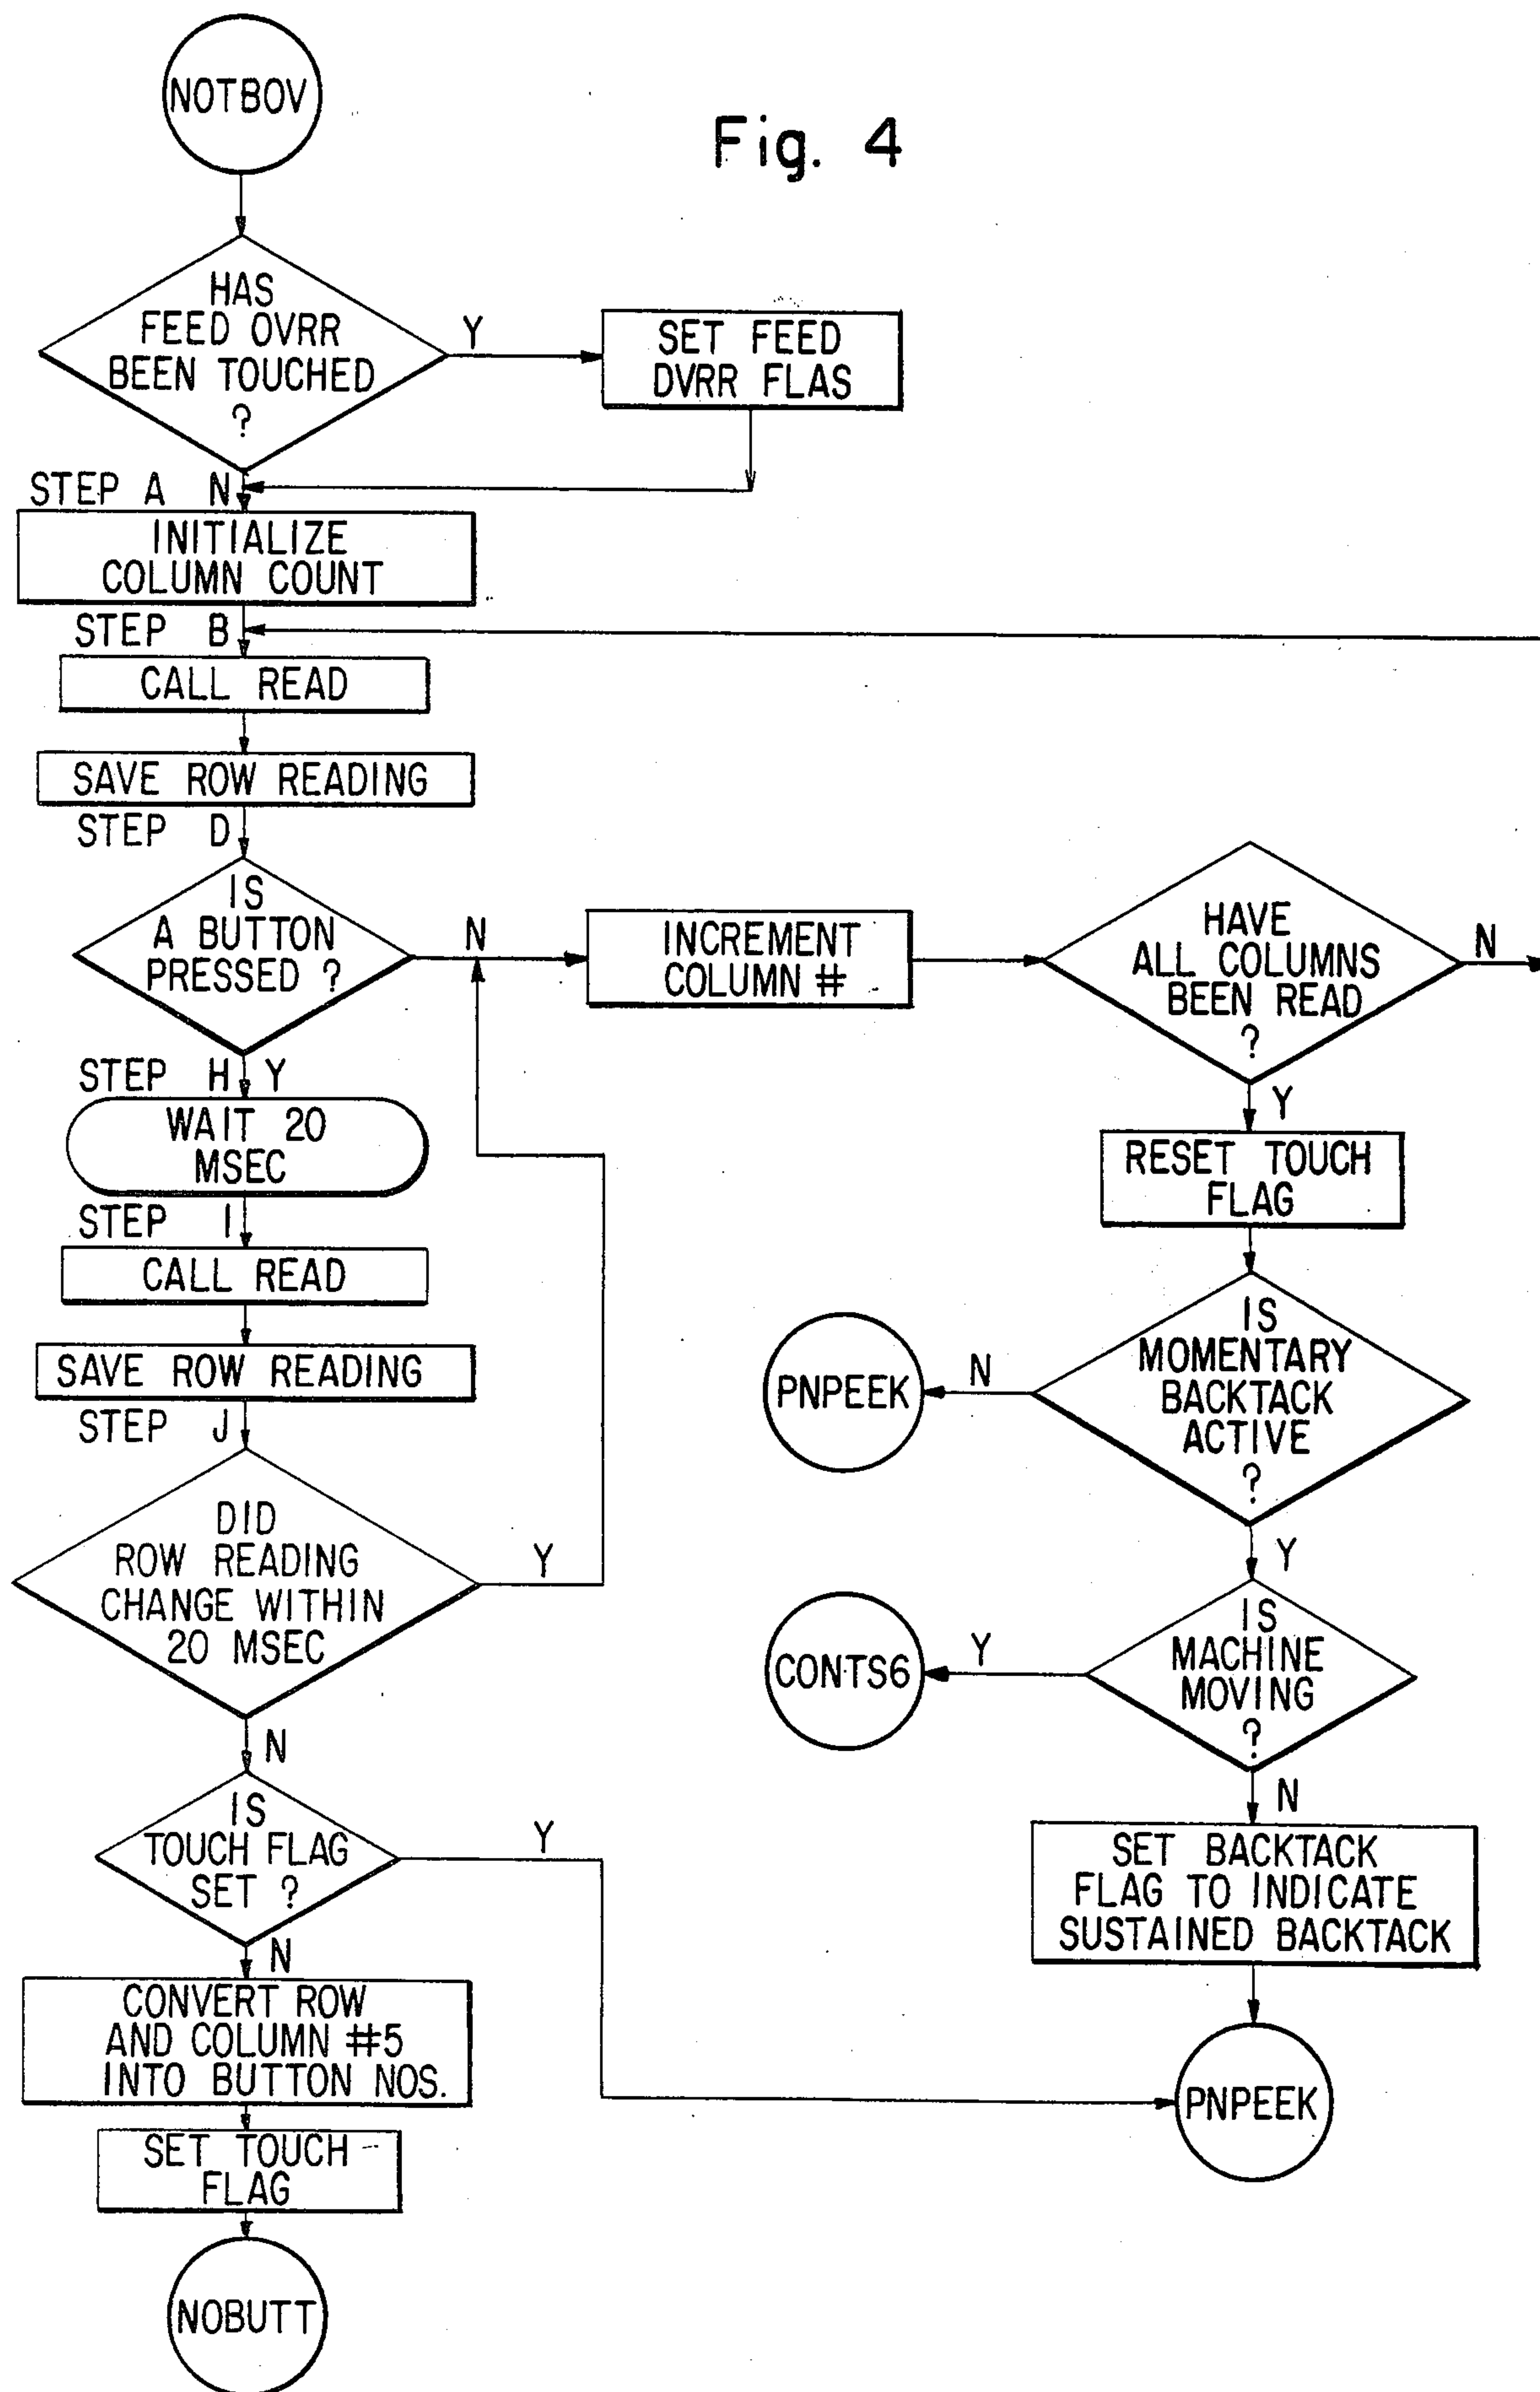 NOTBOV
Fig. 4
HAS
FEED OVRR
BEEN TOUCHED
?
Y
SET FEED
DVRR FLAS
STEP A N
INITIALIZE
COLUMN COUNT
STEP B
CALL READ
SAVE ROW READING
STEP D
IS
A BUTTON
PRESSED ?
N
INCREMENT
COLUMN #
HAVE
ALL COLUMNS
BEEN READ
?
N
Y
RESET TOUCH
FLAG
IS
MOMENTARY
BACKTACK
ACTIVE
?
N
PNPEEK
Y
IS
MACHINE
MOVING
?
Y
CONTS6
N
SET BACKTACK
FLAG TO INDICATE
SUSTAINED BACKTACK
PNPEEK
STEP H Y
WAIT 20
MSEC
STEP I
CALL READ
SAVE ROW READING
STEP J
DID
ROW READING
CHANGE WITHIN
20 MSEC
Y
N
IS
TOUCH FLAG
SET ?
Y
N
CONVERT ROW
AND COLUMN #5
INTO BUTTON NOS.
SET TOUCH
FLAG
NOBUTT